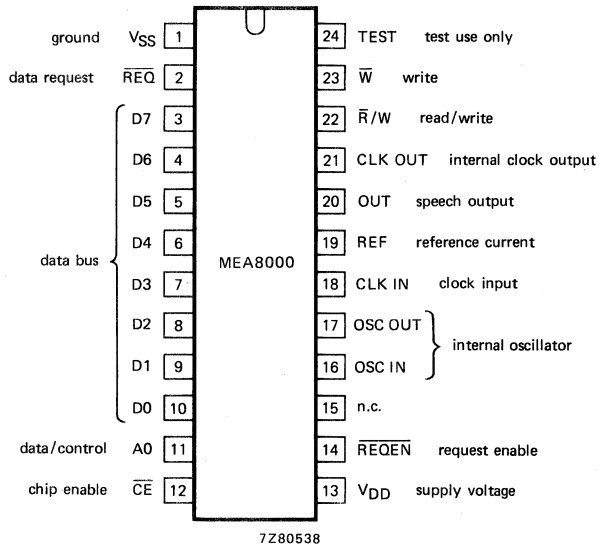 ground VSS 1
data request REQ 2
D7 3
D6 4
D5 5
D4 6
data bus
D3 7
D2 8
D1 9
D0 10
data/control A0 11
chip enable CE 12
MEA8000
24 TEST test use only
23 W write
22 R/W read/write
21 CLK OUT internal clock output
20 OUT speech output
19 REF reference current
18 CLK IN clock input
17 OSC OUT
internal oscillator
16 OSC IN
15 n.c.
14 REQEN request enable
13 VDD supply voltage
7Z80538